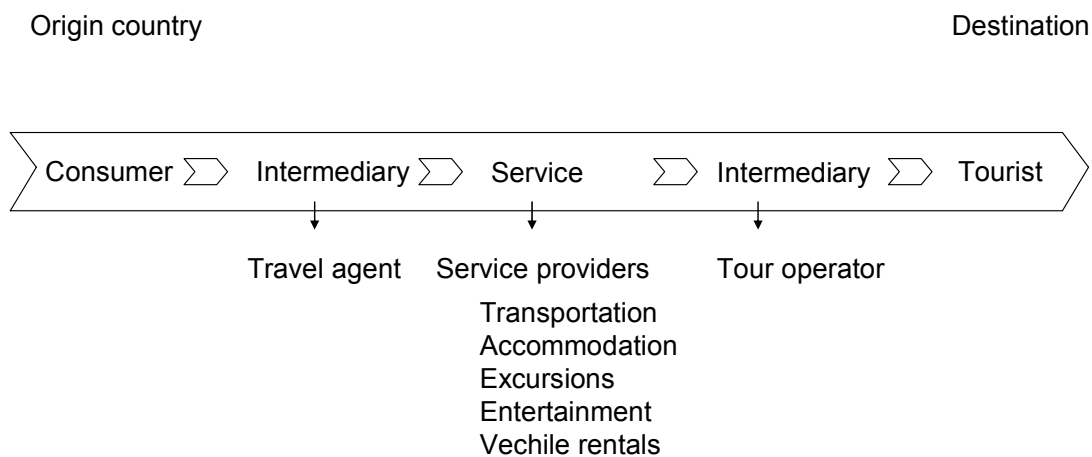 Origin country Destination
Consumer Intermediary Service Intermediary Tourist
Travel agent Service providers Tour operator
Transportation
Accommodation
Excursions
Entertainment
Vechile rentals